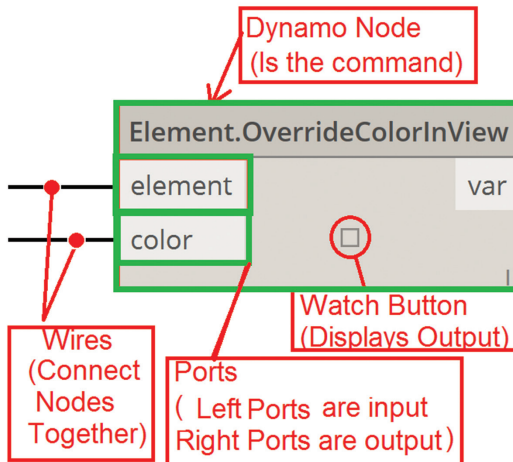 Dynamo Node
(Is the command)
Element.OverrideColorInView
element
var
color
Watch Button
(Displays Output)
Wires
(Connect
Nodes
Together)
Ports
( Left Ports are input
Right Ports are output)